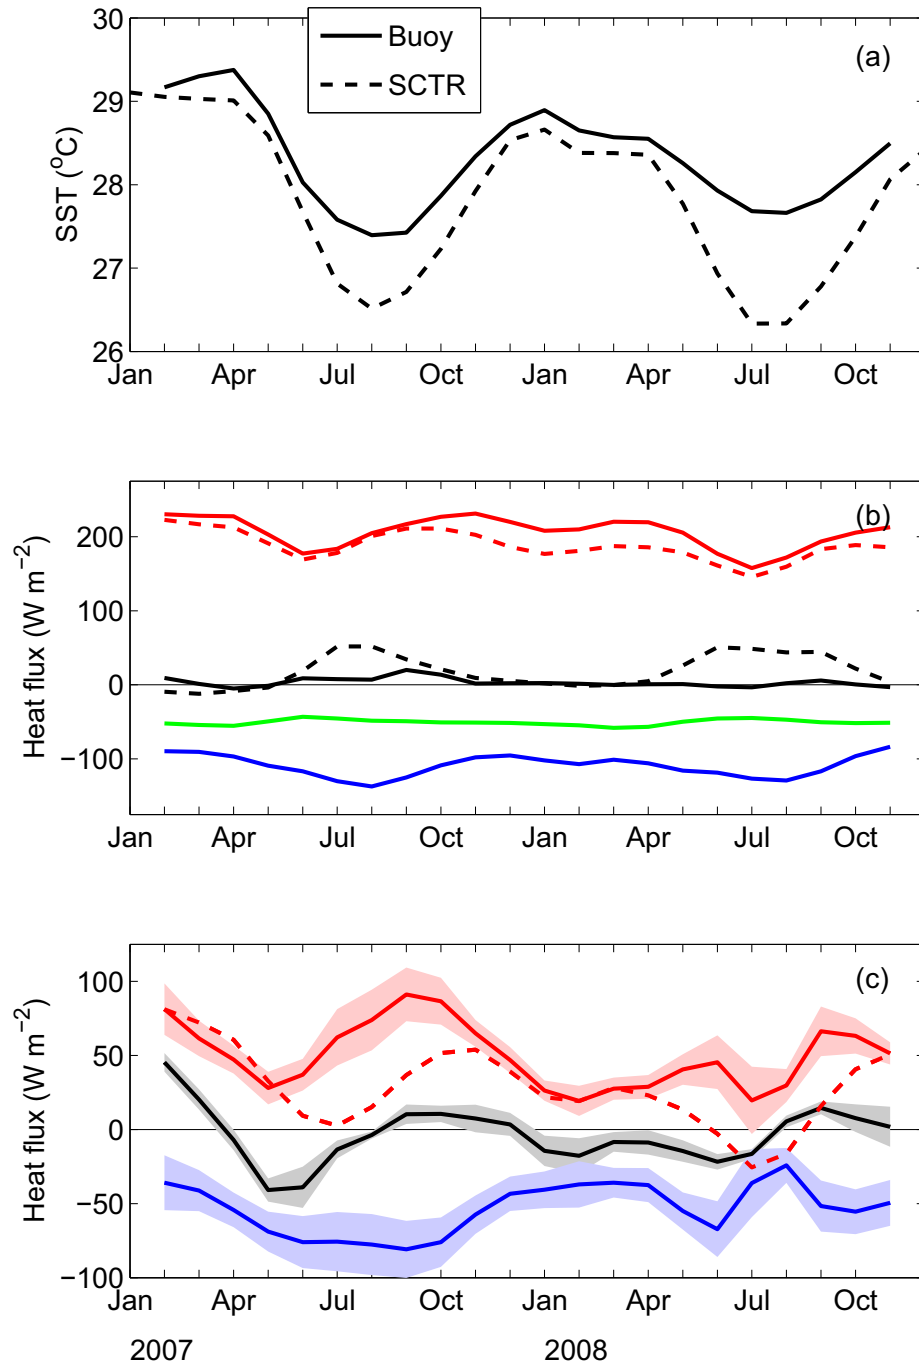 30
29
28
27
26
SST (°C)
Buoy
SCTR
(a)
Jan Apr Jul Oct Jan Apr Jul Oct
200
100
0
−100
Heat flux (W m⁻²)
(b)
Jan Apr Jul Oct Jan Apr Jul Oct
100
50
0
−50
−100
Heat flux (W m⁻²)
(c)
Jan Apr Jul Oct Jan Apr Jul Oct
2007 2008